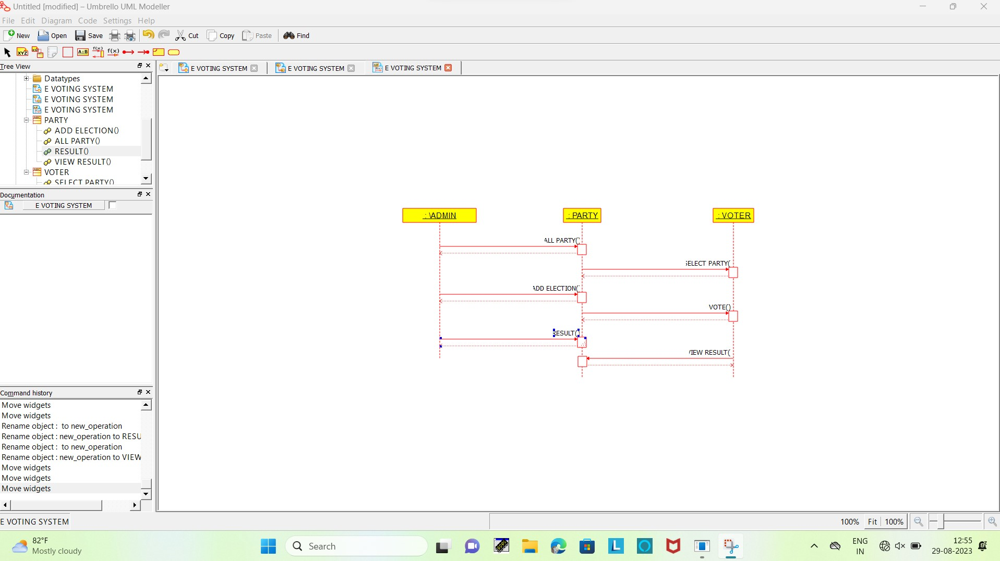 Untitled [modified] – Umbrello UML Modeller
File Edit Diagram Code Settings Help
New Open Save Cut Copy Paste Find
XYZ XYZ A:B f(x) f(x)
Tree View
E VOTING SYSTEM E VOTING SYSTEM E VOTING SYSTEM
Datatypes
E VOTING SYSTEM
E VOTING SYSTEM
E VOTING SYSTEM
PARTY
ADD ELECTION()
ALL PARTY()
RESULT()
VIEW RESULT()
VOTER
SELECT PARTY()
Documentation
E VOTING SYSTEM
: \ADMIN : PARTY : VOTER
ALL PARTY()
SELECT PARTY(
ADD ELECTION()
VOTE()
RESULT()
VIEW RESULT(
Command history
Move widgets
Move widgets
Rename object : to new_operation
Rename object : new_operation to RESU
Rename object : to new_operation
Rename object : new_operation to VIEW
Move widgets
Move widgets
Move widgets
E VOTING SYSTEM
100% Fit 100%
82°F
Mostly cloudy
Search
L
ENG
IN
12:55
29-08-2023